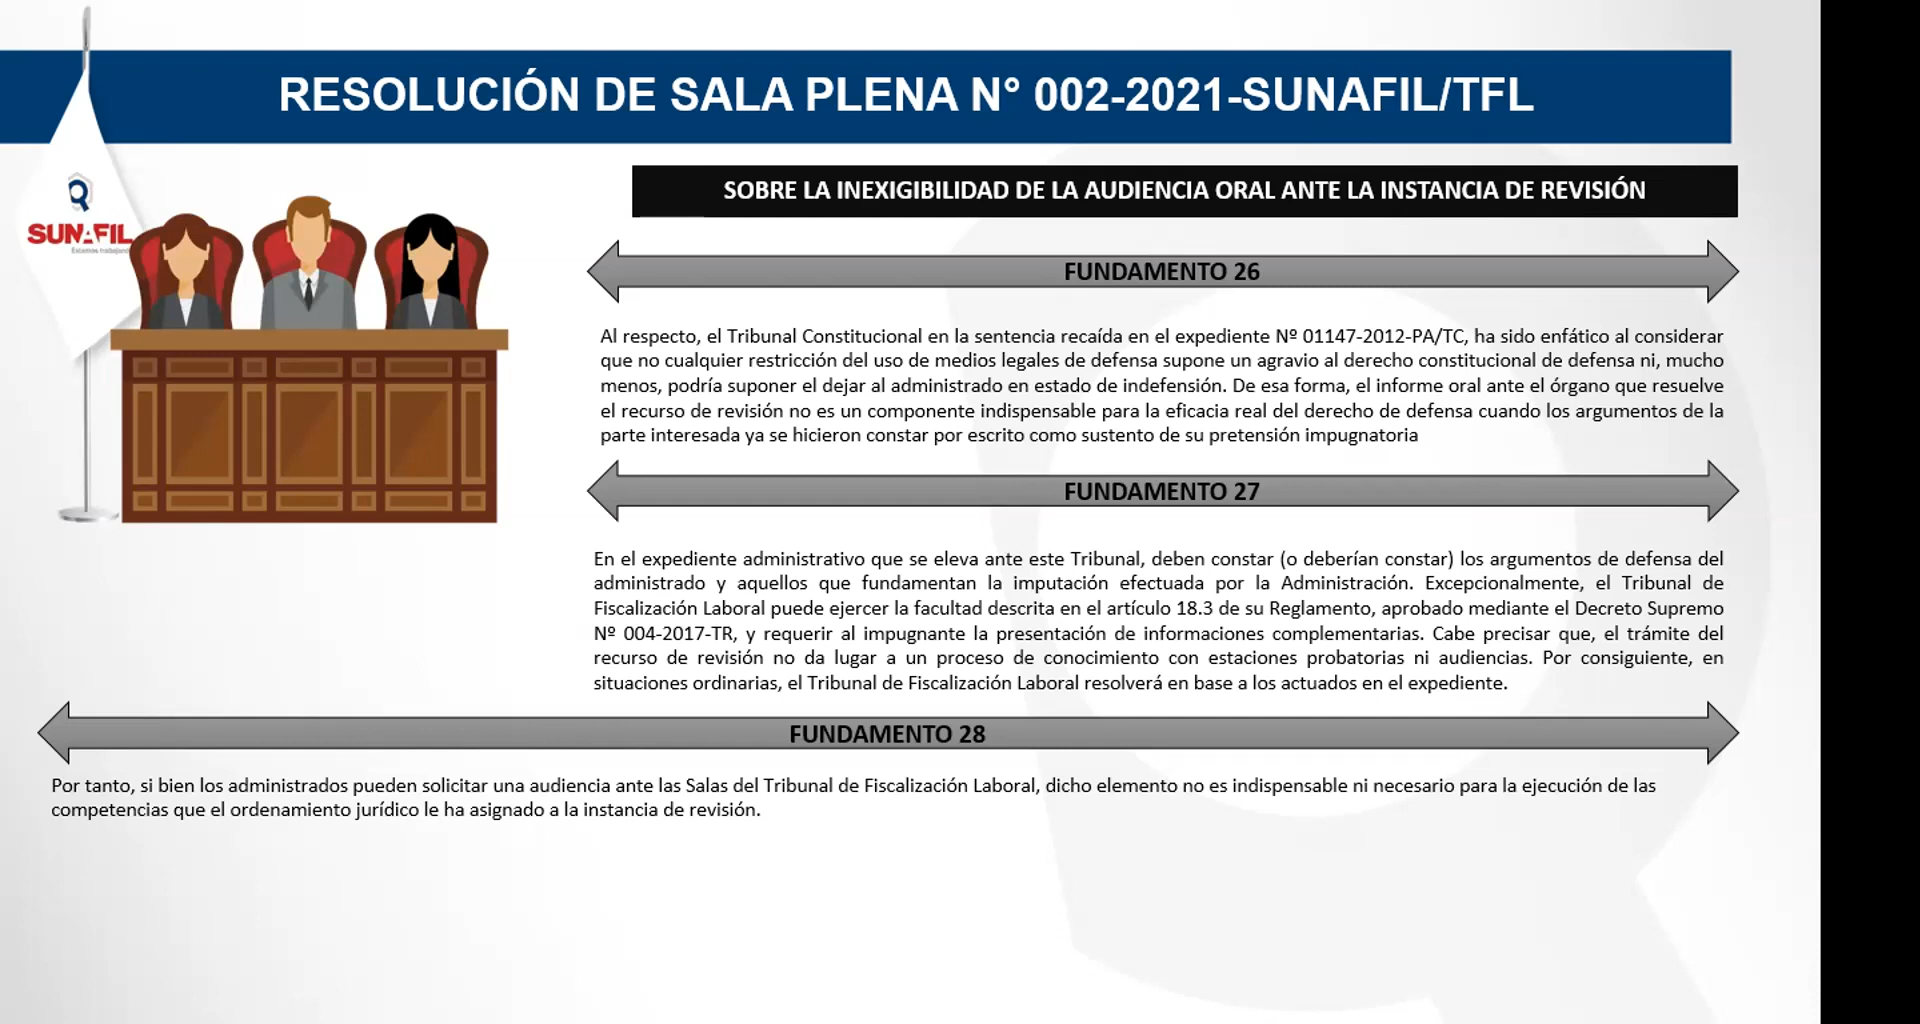 RESOLUCIÓN DE SALA PLENA N° 002-2021-SUNAFIL/TFL
SUNAFIL
SOBRE LA INEXIGIBILIDAD DE LA AUDIENCIA ORAL ANTE LA INSTANCIA DE REVISIÓN
FUNDAMENTO 26
Al respecto, el Tribunal Constitucional en la sentencia recaída en el expediente Nº 01147-2012-PA/TC, ha sido enfático al considerar
que no cualquier restricción del uso de medios legales de defensa supone un agravio al derecho constitucional de defensa ni, mucho
menos, podría suponer el dejar al administrado en estado de indefensión. De esa forma, el informe oral ante el órgano que resuelve
el recurso de revisión no es un componente indispensable para la eficacia real del derecho de defensa cuando los argumentos de la
parte interesada ya se hicieron constar por escrito como sustento de su pretensión impugnatoria
FUNDAMENTO 27
En el expediente administrativo que se eleva ante este Tribunal, deben constar (o deberían constar) los argumentos de defensa del
administrado y aquellos que fundamentan la imputación efectuada por la Administración. Excepcionalmente, el Tribunal de
Fiscalización Laboral puede ejercer la facultad descrita en el artículo 18.3 de su Reglamento, aprobado mediante el Decreto Supremo
Nº 004-2017-TR, y requerir al impugnante la presentación de informaciones complementarias. Cabe precisar que, el trámite del
recurso de revisión no da lugar a un proceso de conocimiento con estaciones probatorias ni audiencias. Por consiguiente, en
situaciones ordinarias, el Tribunal de Fiscalización Laboral resolverá en base a los actuados en el expediente.
FUNDAMENTO 28
Por tanto, si bien los administrados pueden solicitar una audiencia ante las Salas del Tribunal de Fiscalización Laboral, dicho elemento no es indispensable ni necesario para la ejecución de las
competencias que el ordenamiento jurídico le ha asignado a la instancia de revisión.